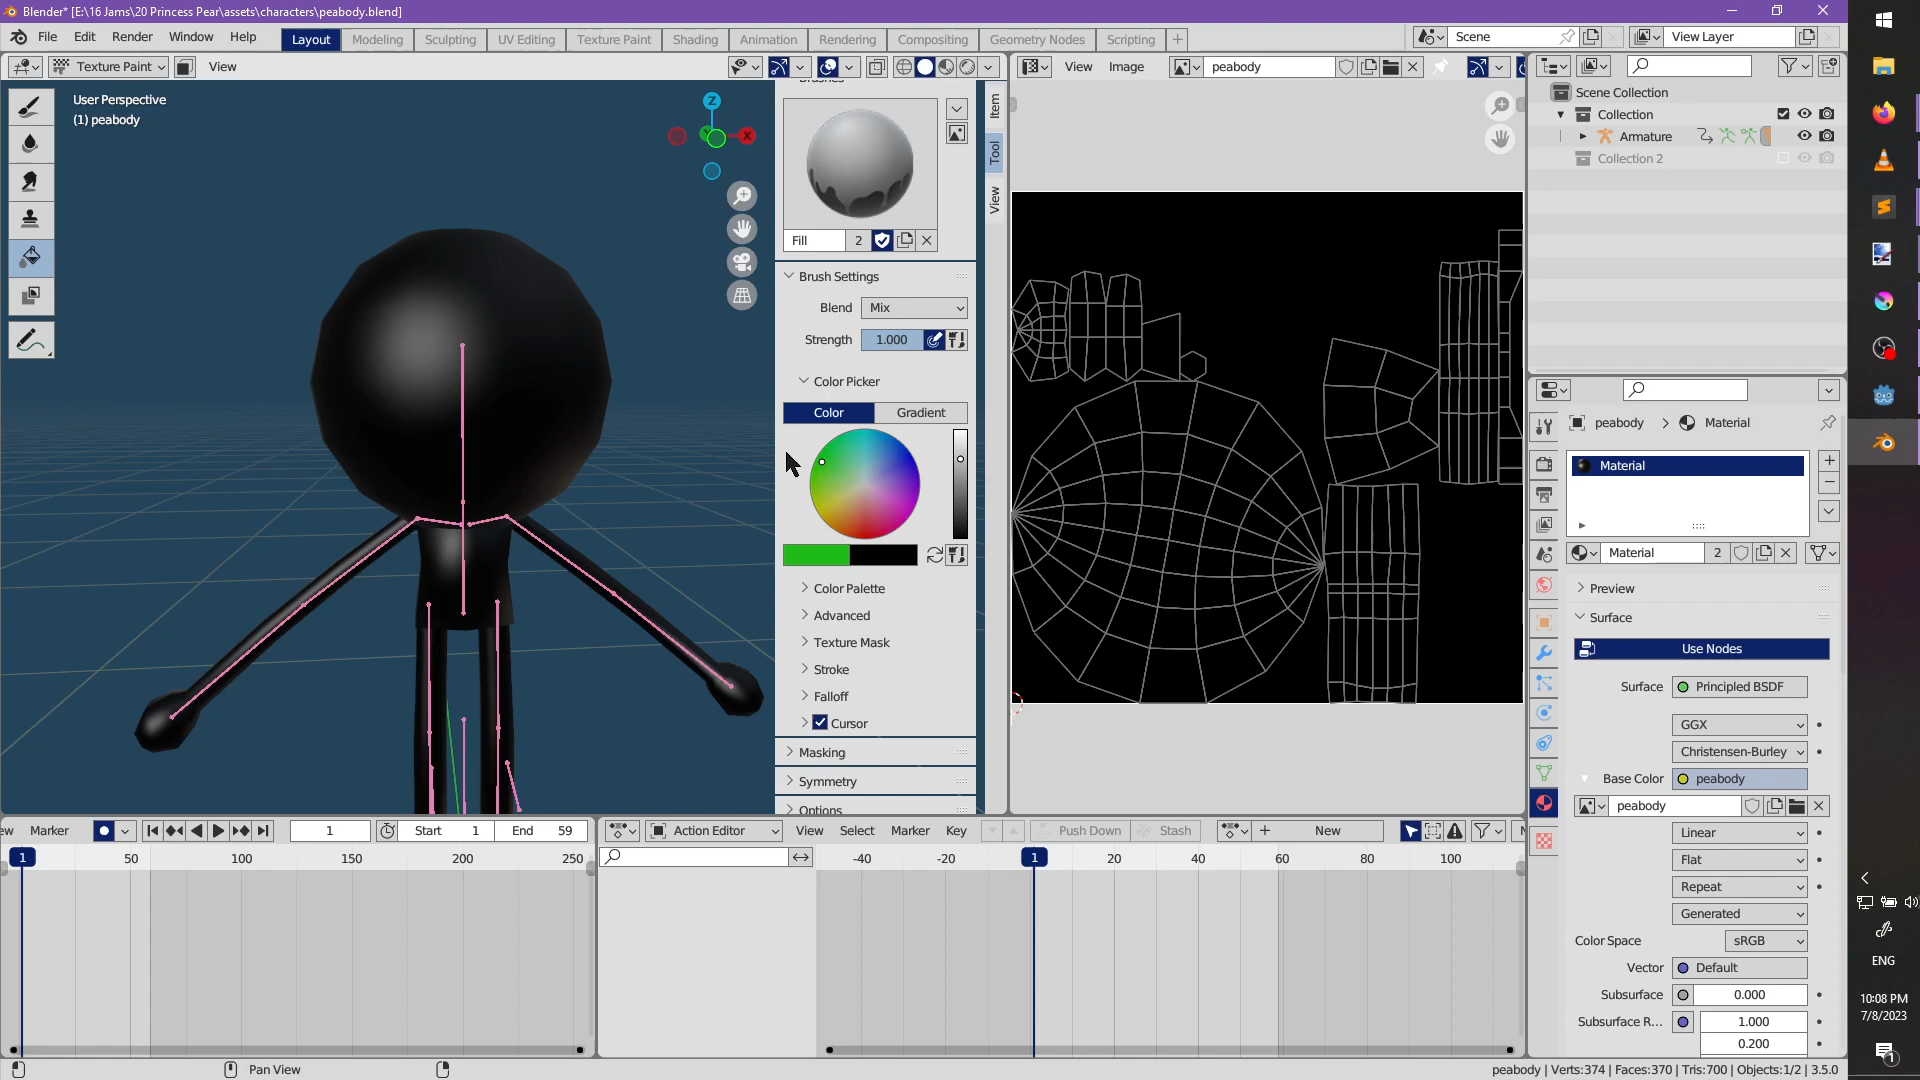 Blender* [E:\16 Jams\20 Princess Pear\assets\characters\peabody.blend]
File Edit Render Window Help Layout Modeling Sculpting UV Editing Texture Paint Shading Animation Rendering Compositing Geometry Nodes Scripting + Scene View Layer
Texture Paint View
View Image peabody
User Perspective
(1) peabody
Z
X
Item
Tool
View
Fill 2
Brush Settings
Blend Mix
Strength 1.000
Color Picker
Color Gradient
Color Palette
Advanced
Texture Mask
Stroke
Falloff
Cursor
Masking
Symmetry
Options
Scene Collection
Collection
Armature
Collection 2
peabody Material
Material
Material 2
Preview
Surface
Use Nodes
Surface Principled BSDF
GGX
Christensen-Burley
Base Color peabody
peabody
Linear
Flat
Repeat
Generated
Color Space sRGB
Vector Default
Subsurface 0.000
Subsurface R... 1.000
0.200
ew Marker 1 Start 1 End 59
1 50 100 150 200 250
Action Editor View Select Marker Key Push Down Stash + New
-40 -20 1 20 40 60 80 100
Pan View
peabody | Verts:374 | Faces:370 | Tris:700 | Objects:1/2 | 3.5.0
ENG
10:08 PM
7/8/2023
1